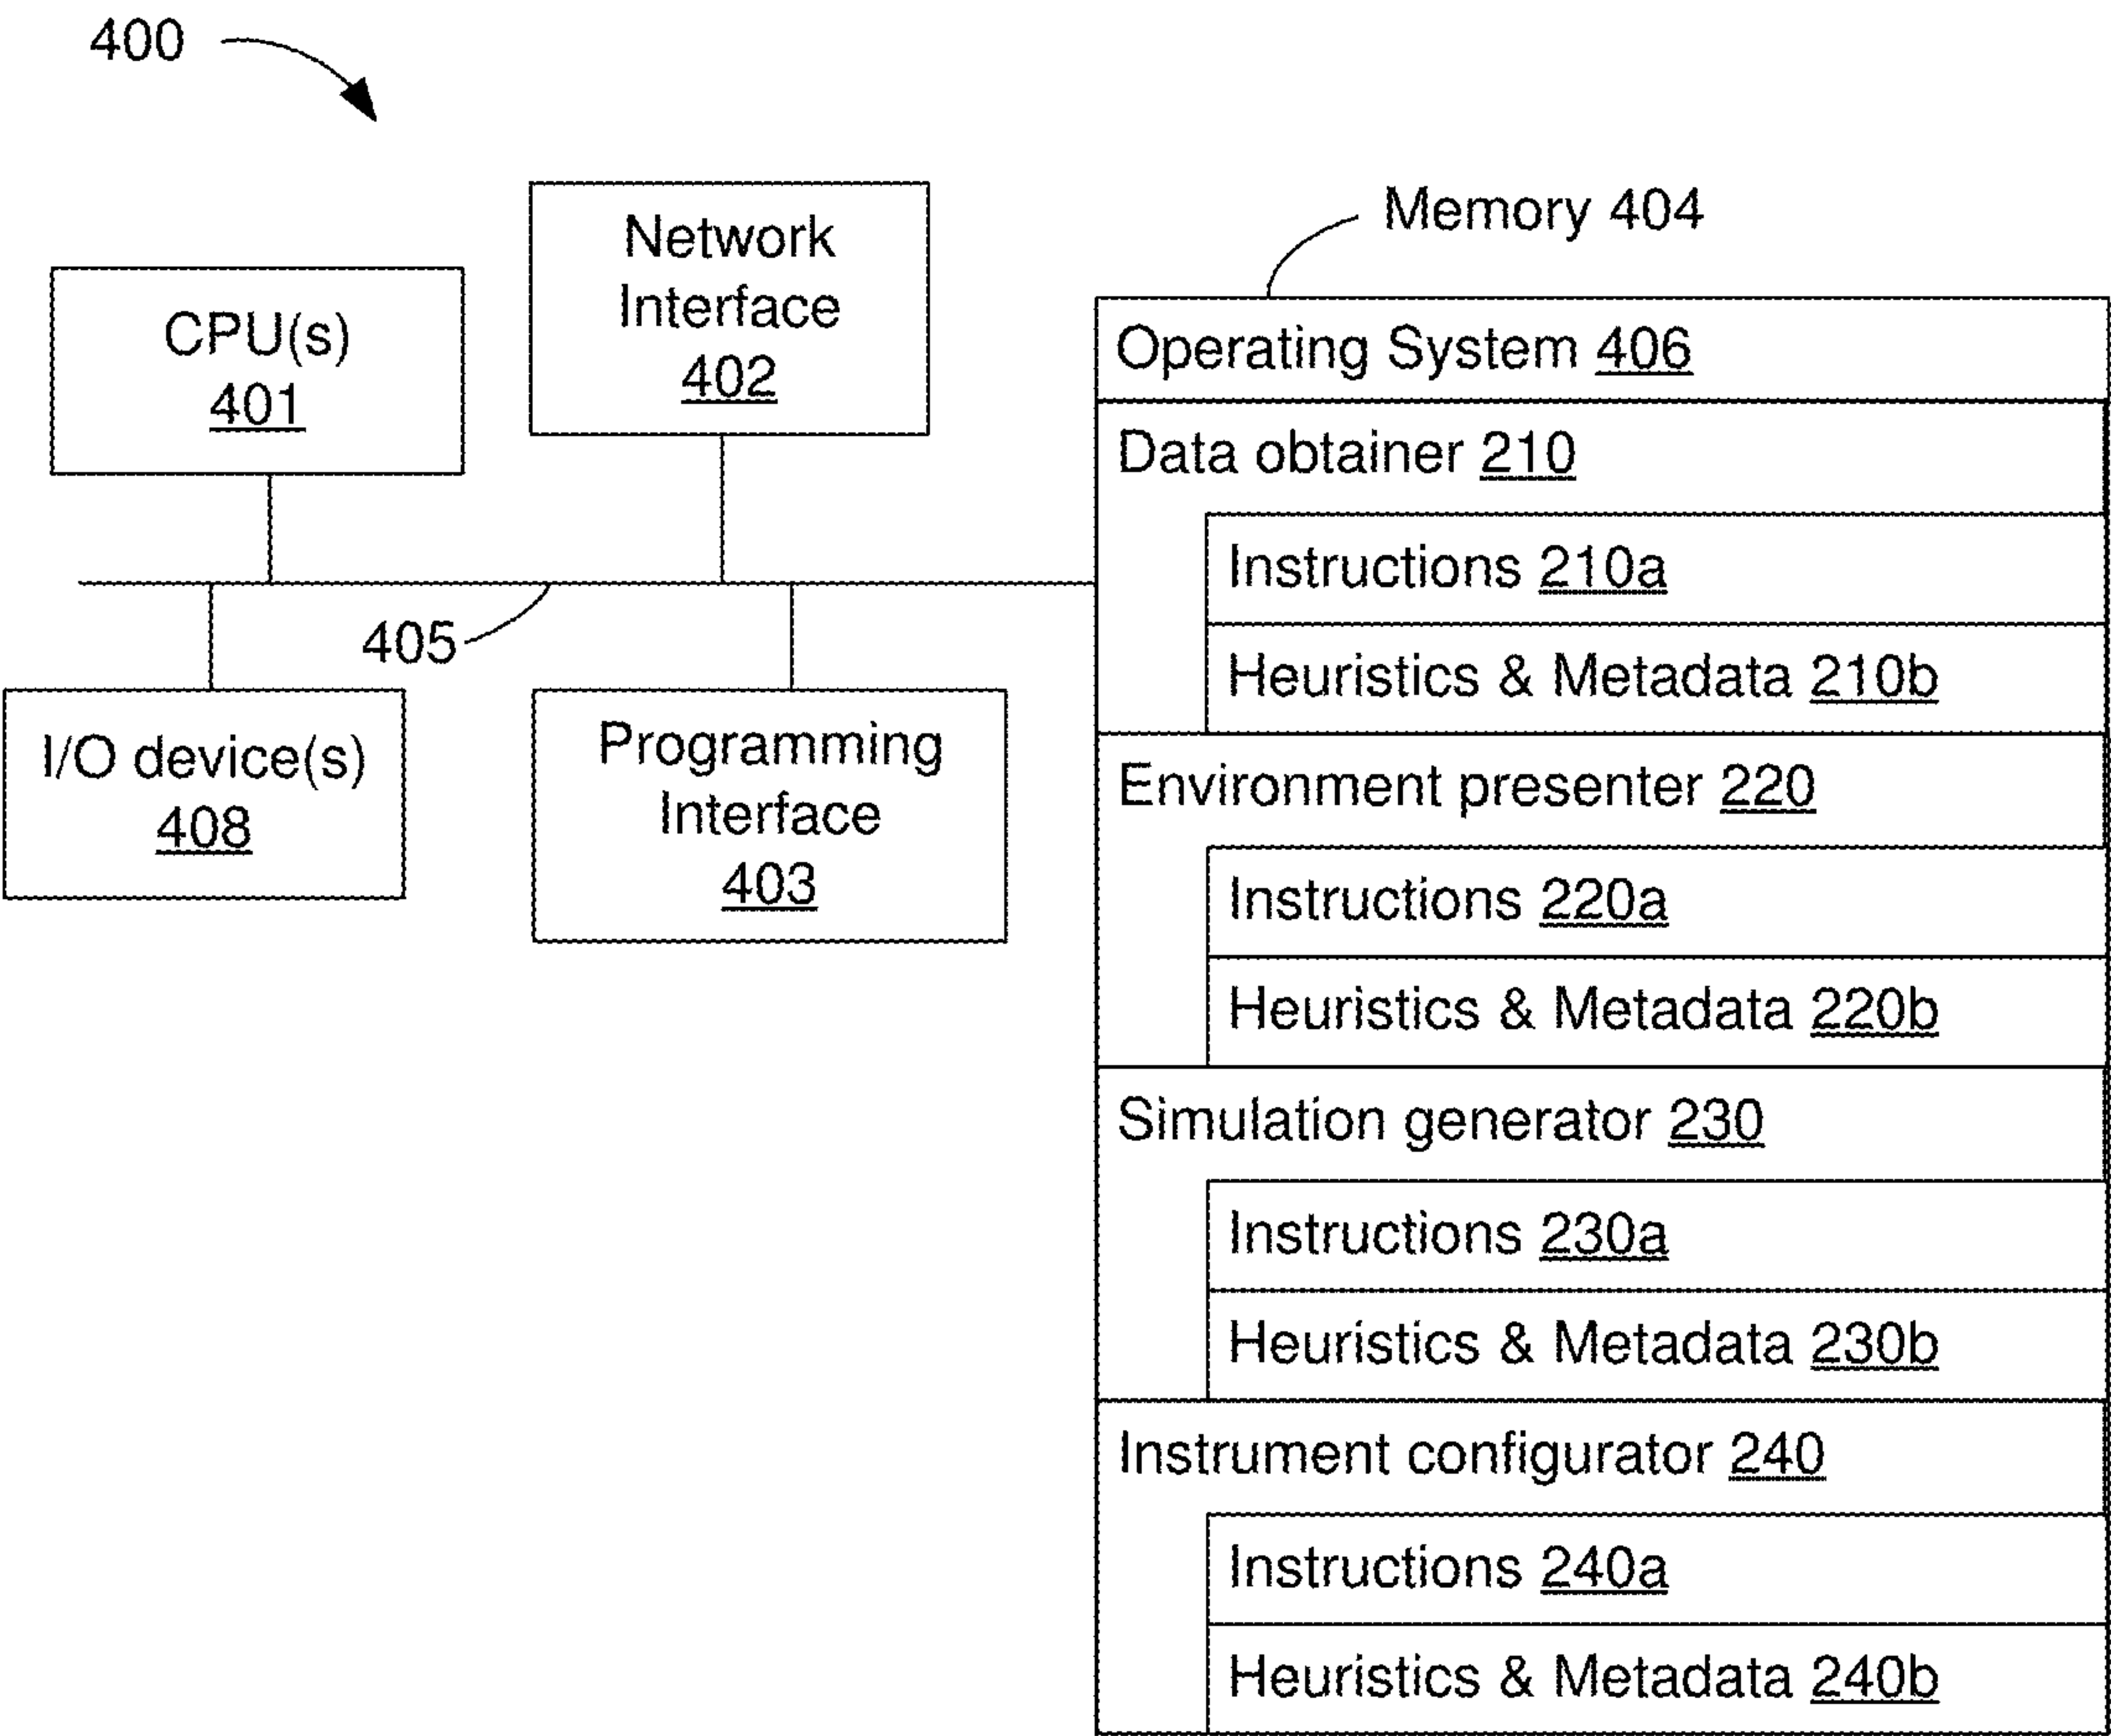 400
Network
Interface
402
CPU(s)
401
405
I/O device(s)
408
Programming
Interface
403
Memory 404
Operating System 406
Data obtainer 210
Instructions 210a
Heuristics & Metadata 210b
Environment presenter 220
Instructions 220a
Heuristics & Metadata 220b
Simulation generator 230
Instructions 230a
Heuristics & Metadata 230b
Instrument configurator 240
Instructions 240a
Heuristics & Metadata 240b